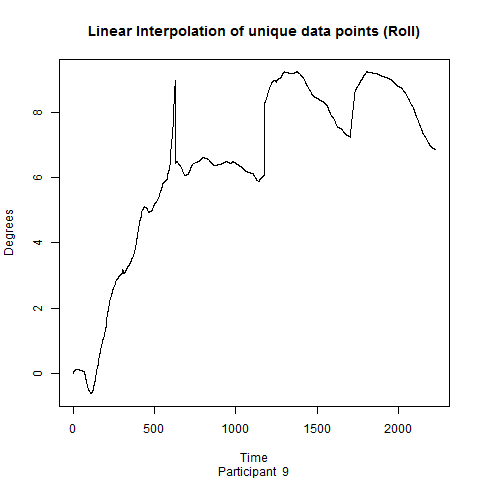 Linear Interpolation of unique data points (Roll)
Degrees
8
6
4
2
0
0 500 1000 1500 2000
Time
Participant 9